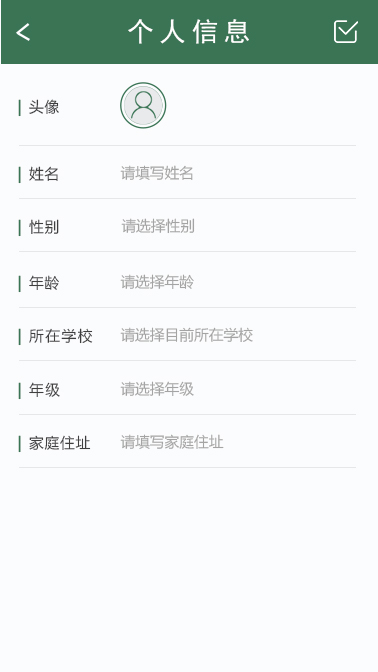 个人信息
头像
姓名 请填写姓名
性别 请选择性别
年龄 请选择年龄
所在学校 请选择目前所在学校
年级 请选择年级
家庭住址 请填写家庭住址